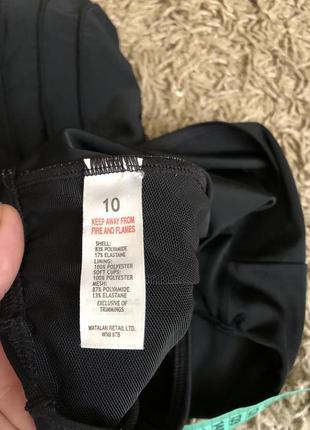 10
KEEP AWAY FROM
FIRE AND FLAMES
SHELL:
83% POLYAMIDE
17% ELASTANE
LINING:
100% POLYESTER
SOFT CUPS:
100% POLYESTER
MESH:
87% POLYAMIDE
13% ELASTANE
EXCLUSIVE OF
TRIMMINGS
MATALAN RETAIL LTD.
WN8 8TB